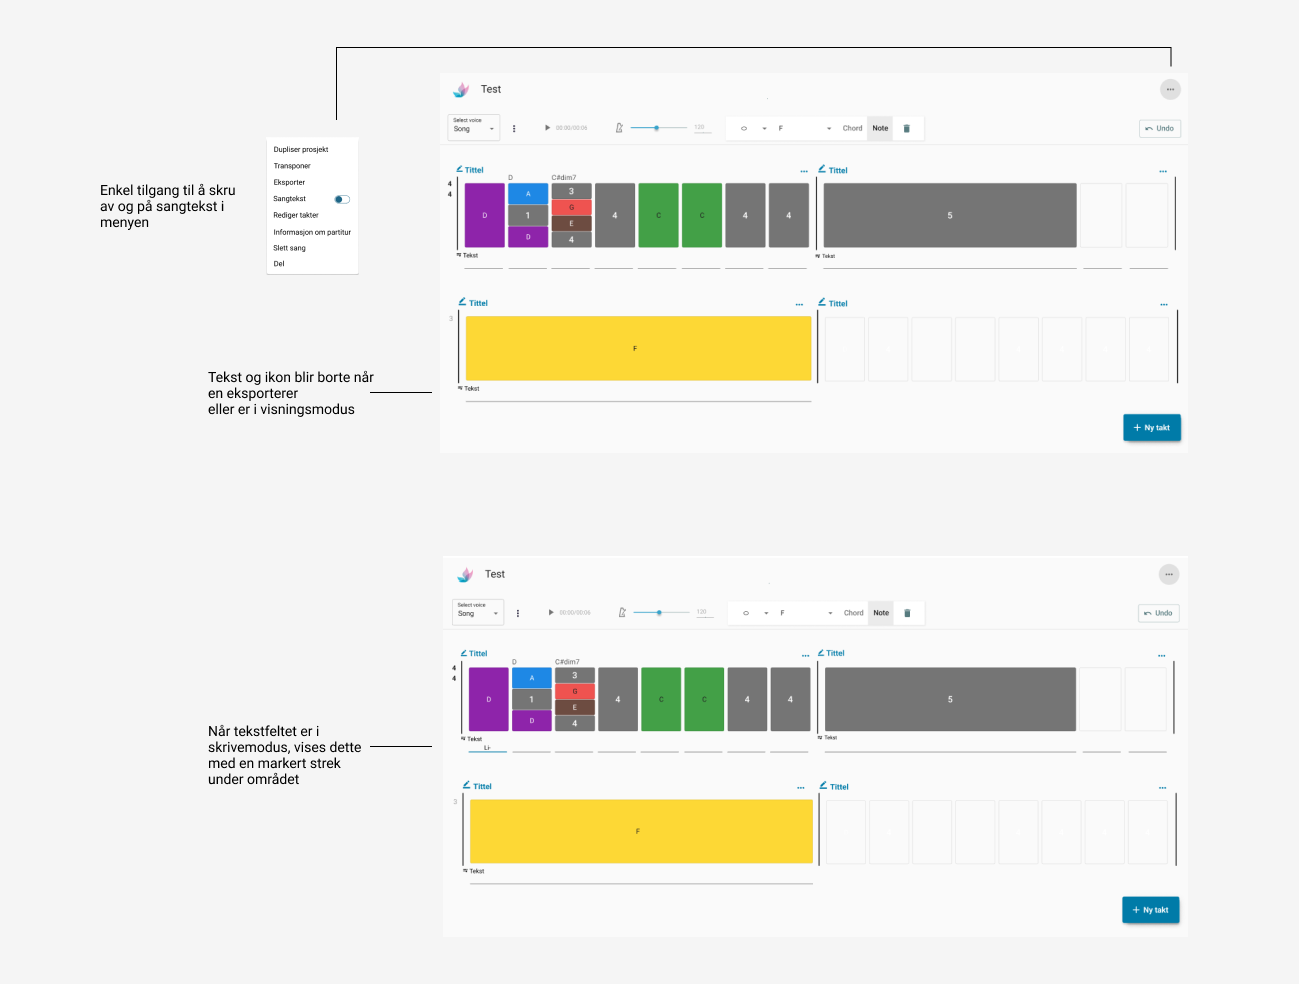 Test
Select voice
Song
00:00/00:06
120
F
Chord
Note
Undo
Dupliser prosjekt
Transponer
Eksporter
Sangtekst
Rediger takter
Informasjon om partitur
Slett sang
Del
Enkel tilgang til å skru
av og på sangtekst i
menyen
Tittel
D
C#dim7
Tittel
4
4
D
A
1
D
3
G
E
4
4
C
C
4
4
5
Tekst
Tekst
Tittel
Tittel
3
F
Tekst
Tekst og ikon blir borte når
en eksporterer
eller er i visningsmodus
+ Ny takt
Test
Select voice
Song
00:00/00:06
120
F
Chord
Note
Undo
Tittel
D
C#dim7
Tittel
4
4
D
A
1
D
3
G
E
4
4
C
C
4
4
5
Tekst
Tekst
Li-
Når tekstfeltet er i
skrivemodus, vises dette
med en markert strek
under området
Tittel
Tittel
3
F
Tekst
+ Ny takt